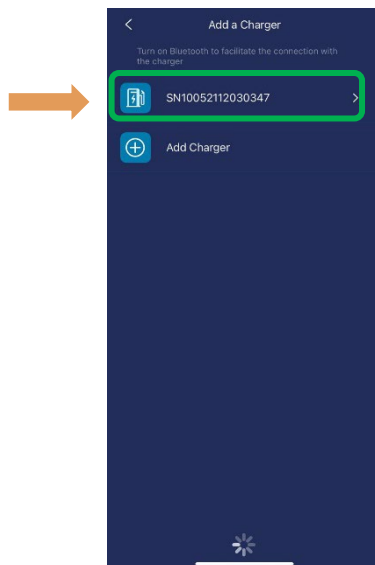 Add a Charger
Turn on Bluetooth to facilitate the connection with
the charger
SN10052112030347
Add Charger